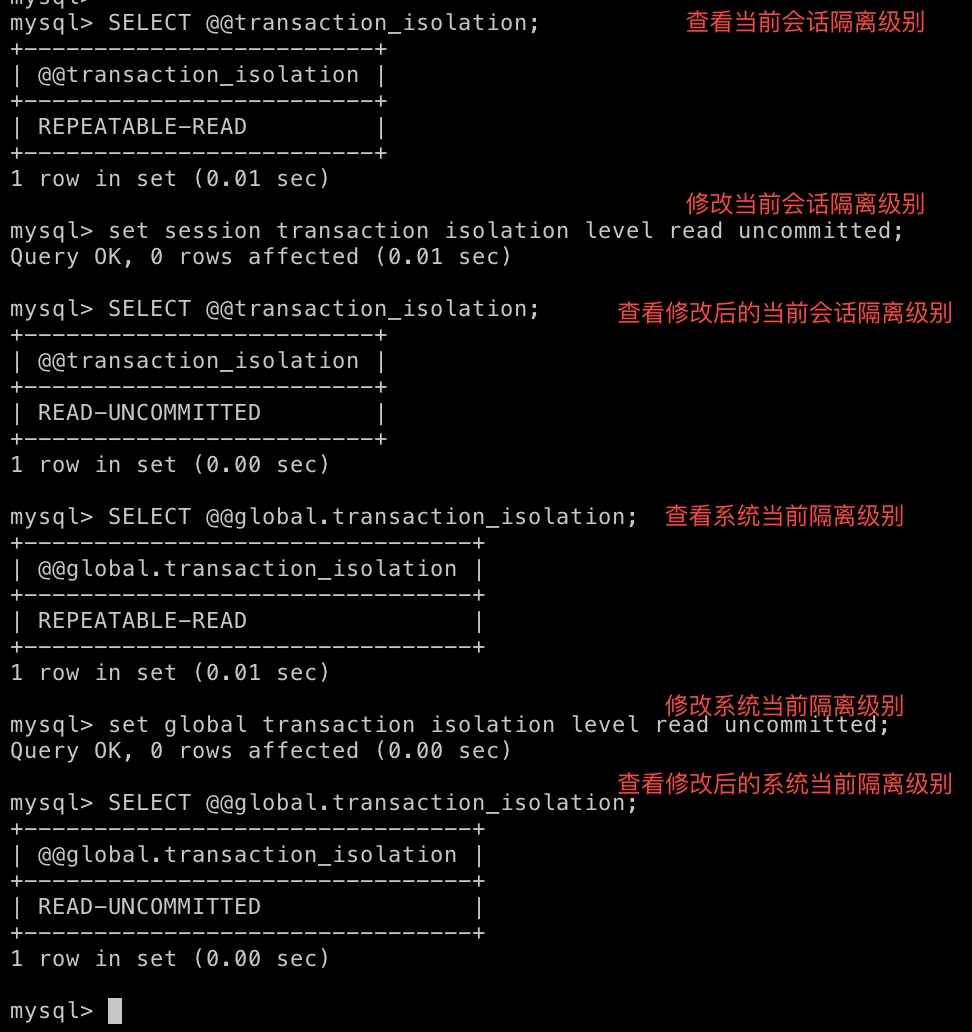 mysql>
mysql> SELECT @@transaction_isolation; 查看当前会话隔离级别
+-------------------------+
| @@transaction_isolation |
+-------------------------+
| REPEATABLE-READ         |
+-------------------------+
1 row in set (0.01 sec)
修改当前会话隔离级别
mysql> set session transaction isolation level read uncommitted;
Query OK, 0 rows affected (0.01 sec)
mysql> SELECT @@transaction_isolation; 查看修改后的当前会话隔离级别
+-------------------------+
| @@transaction_isolation |
+-------------------------+
| READ-UNCOMMITTED        |
+-------------------------+
1 row in set (0.00 sec)
mysql> SELECT @@global.transaction_isolation; 查看系统当前隔离级别
+--------------------------------+
| @@global.transaction_isolation |
+--------------------------------+
| REPEATABLE-READ                |
+--------------------------------+
1 row in set (0.01 sec)
修改系统当前隔离级别
mysql> set global transaction isolation level read uncommitted;
Query OK, 0 rows affected (0.00 sec)
查看修改后的系统当前隔离级别
mysql> SELECT @@global.transaction_isolation;
+--------------------------------+
| @@global.transaction_isolation |
+--------------------------------+
| READ-UNCOMMITTED               |
+--------------------------------+
1 row in set (0.00 sec)
mysql>